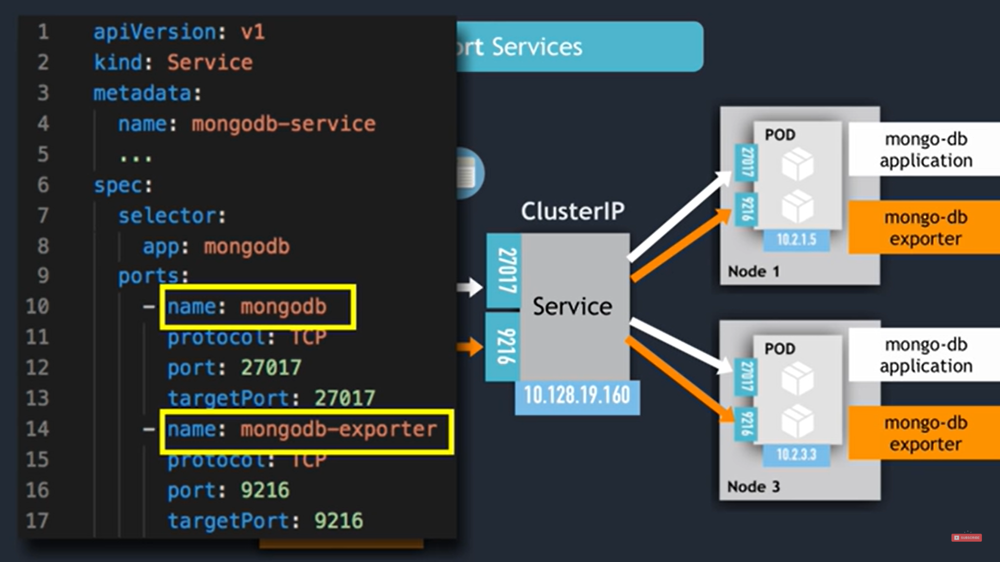 1 apiVersion: v1
2 kind: Service
3 metadata:
4 name: mongodb-service
5 ...
6 spec:
7 selector:
8 app: mongodb
9 ports:
10 - name: mongodb
11 protocol: TCP
12 port: 27017
13 targetPort: 27017
14 - name: mongodb-exporter
15 protocol: TCP
16 port: 9216
17 targetPort: 9216
ort Services
ClusterIP
27017
9216
Service
10.128.19.160
POD
27017
9216
10.2.1.5
Node 1
mongo-db
application
mongo-db
exporter
POD
27017
9216
10.2.3.3
Node 3
mongo-db
application
mongo-db
exporter
SUBSCRIBE